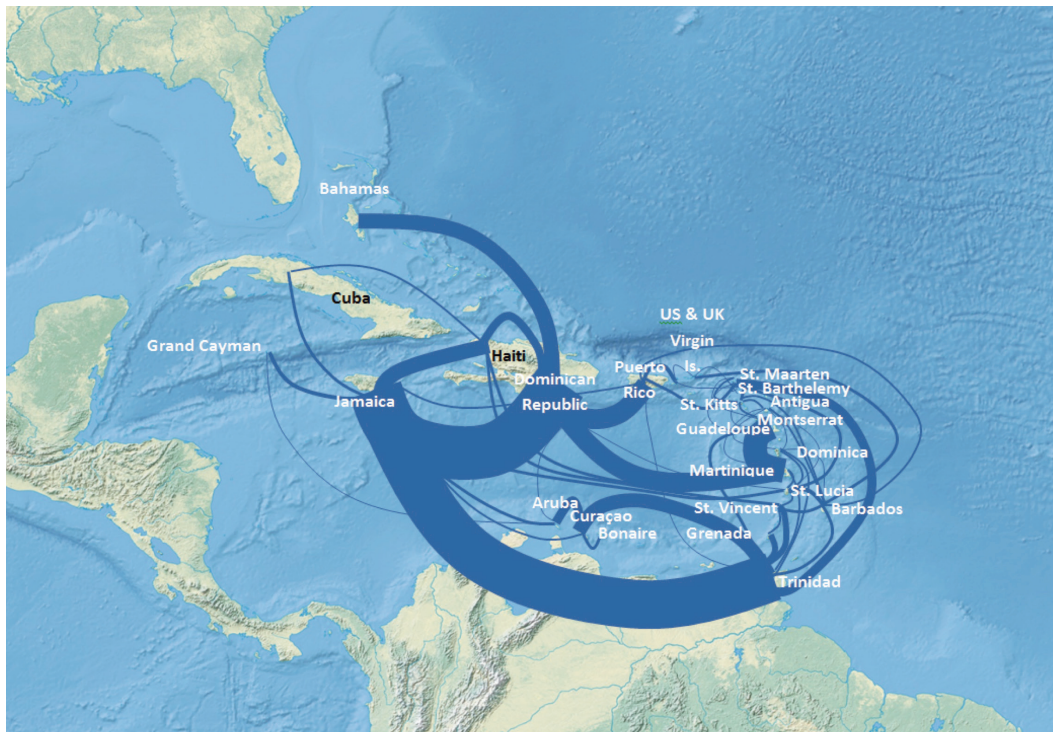 Bahamas
US & UK
Virgin
Is.
Cuba
Grand Cayman
Haiti
Puerto
Rico
St. Maarten
Dominican
Republic
St. Barthelemy
Jamaica
Antigua
St. Kitts
Montserrat
Guadeloupe
Dominica
Martinique
St. Lucia
Aruba
St. Vincent
Barbados
Curaçao
Bonaire
Grenada
Trinidad